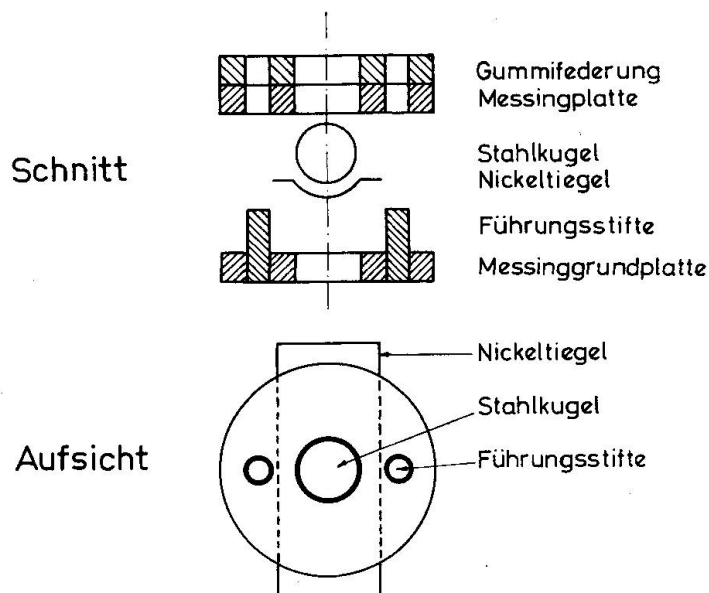 Gummifederung
Messingplatte
Schnitt
Stahlkugel
Nickeltiegel
Führungsstifte
Messinggrundplatte
Nickeltiegel
Stahlkugel
Aufsicht
Führungsstifte